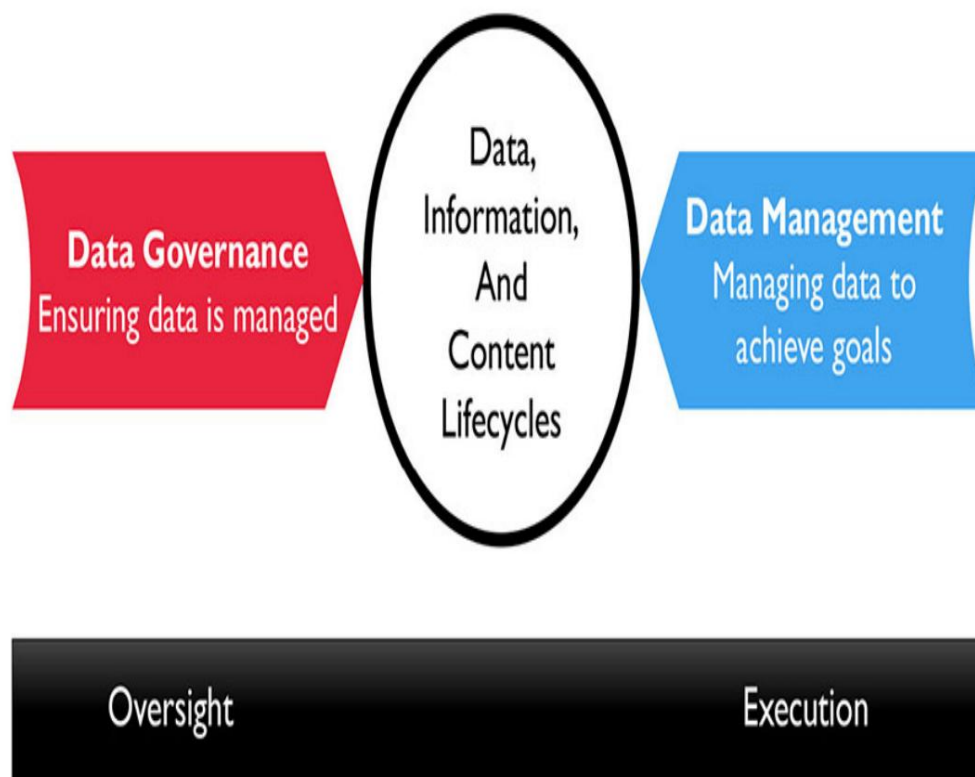 Data Governance
Ensuring data is managed
Data,
Information,
And
Content
Lifecycles
Data Management
Managing data to
achieve goals
Oversight
Execution